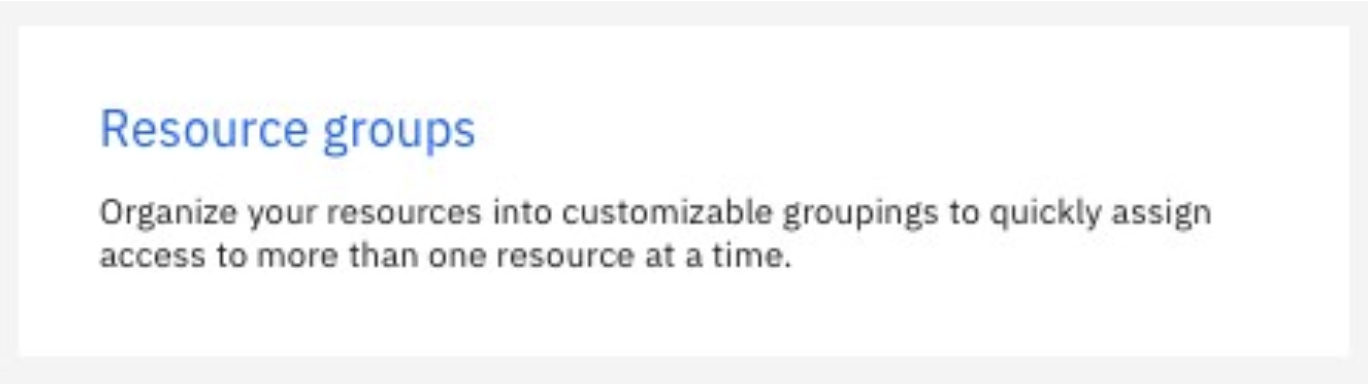 Resource groups
Organize your resources into customizable groupings to quickly assign
access to more than one resource at a time.